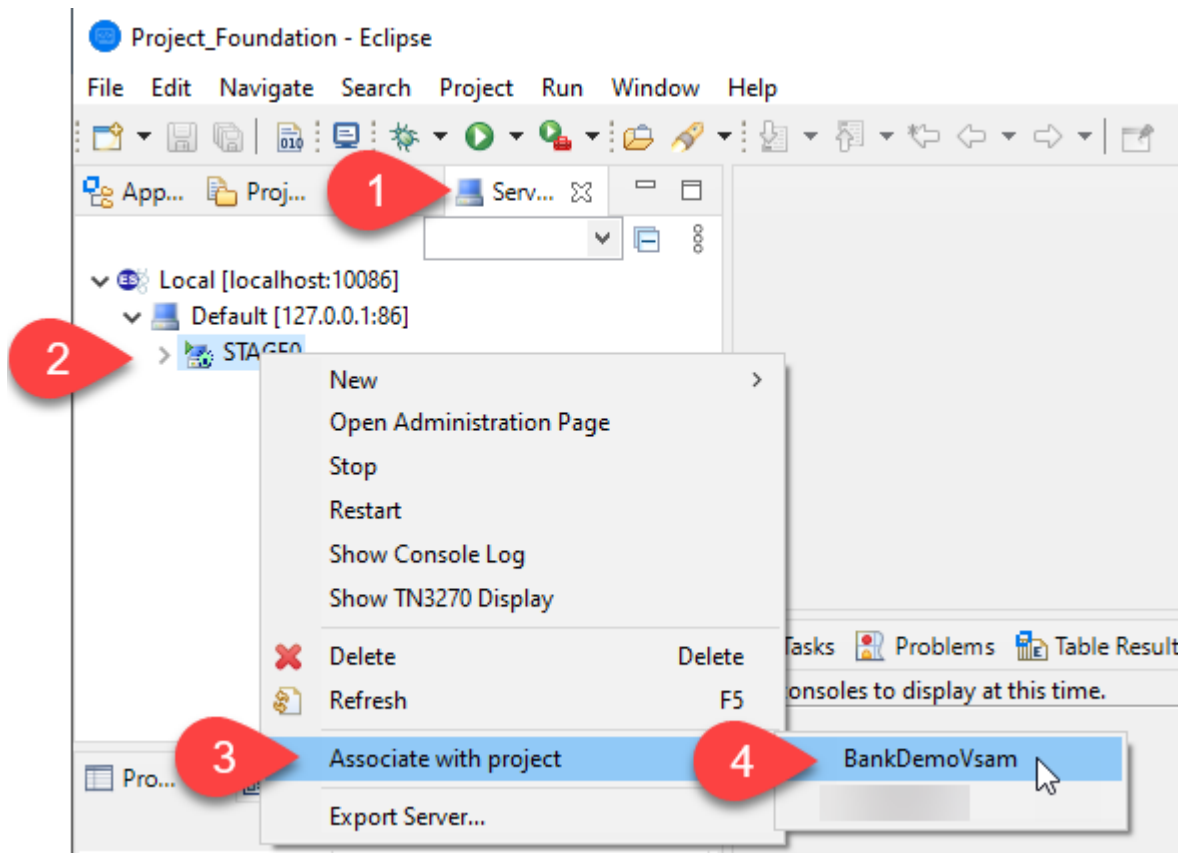 Project_Foundation - Eclipse
File Edit Navigate Search Project Run Window Help
010
App... Proj... 1 Serv...
ES Local [localhost:10086]
Default [127.0.0.1:86]
2 STAGE0
New
Open Administration Page
Stop
Restart
Show Console Log
Show TN3270 Display
Delete Delete
Refresh F5
Tasks Problems Table Result
onsoles to display at this time.
3 Associate with project 4 BankDemoVsam
Pro...
Export Server...